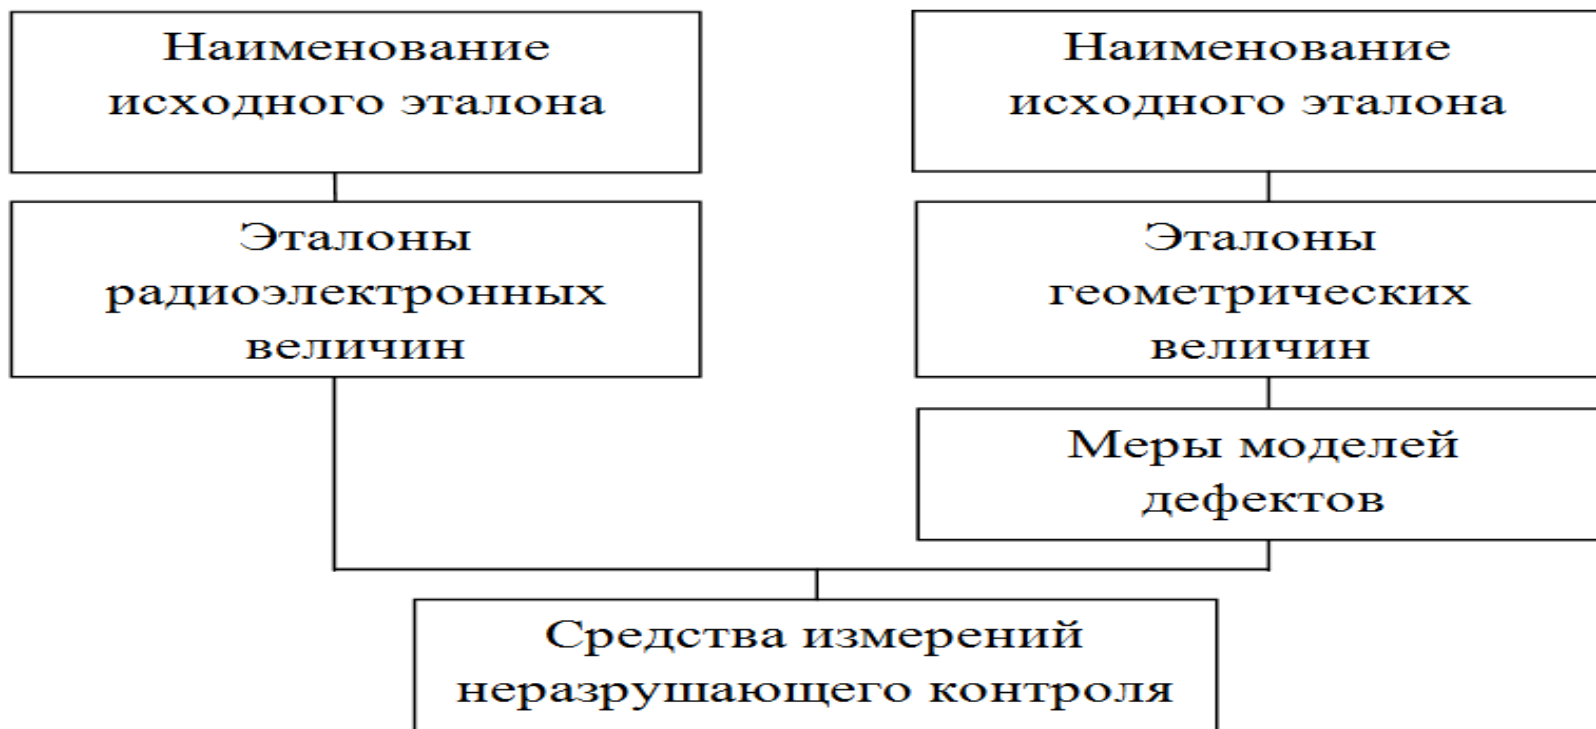 Наименование
исходного эталона
Наименование
исходного эталона
Эталоны
радиоэлектронных
величин
Эталоны
геометрических
величин
Меры моделей
дефектов
Средства измерений
неразрушающего контроля